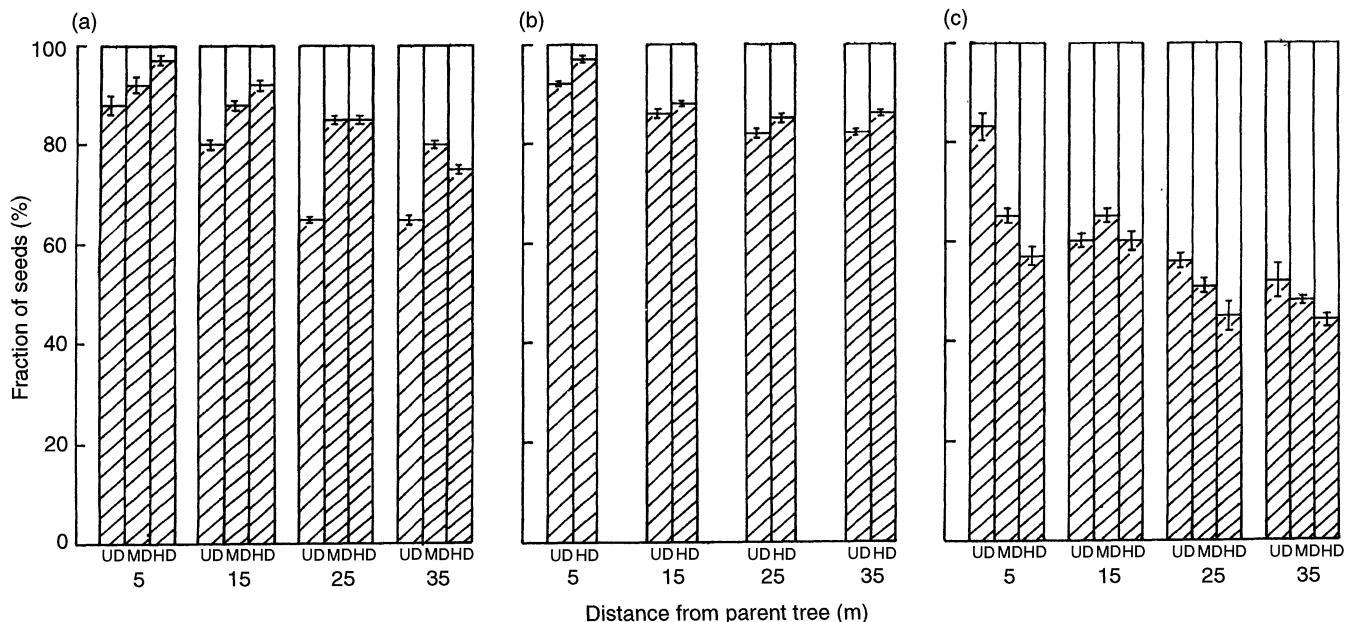 (a)
(b)
(c)
Fraction of seeds (%)
100
80
60
40
20
0
UD MD HD UD MD HD UD MD HD UD MD HD
5 15 25 35
UD HD UD HD UD HD UD HD
5 15 25 35
UD MD HD UD MD HD UD MD HD UD MD HD
5 15 25 35
Distance from parent tree (m)